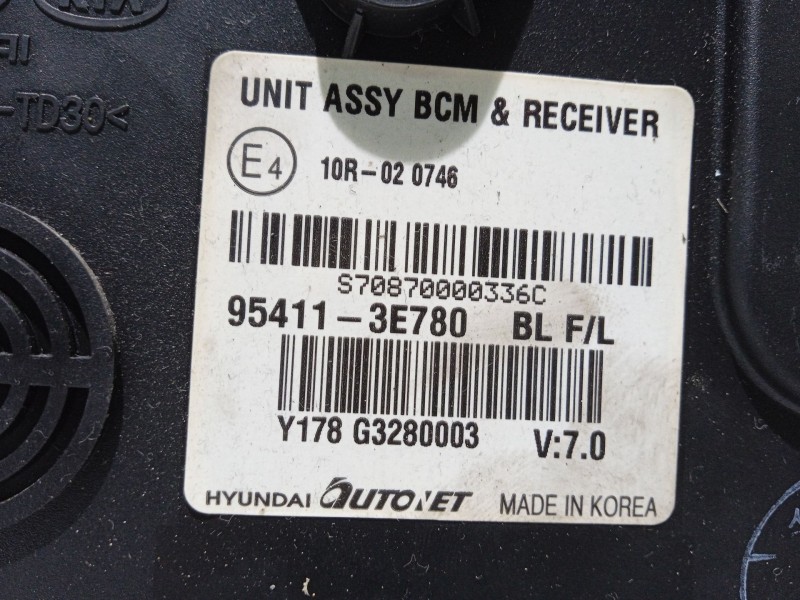 KIA
-TD30<
UNIT ASSY BCM & RECEIVER
E4 10R-02 0746
S70870000336C
95411-3E780 BL F/L
Y178 G3280003 V:7.0
HYUNDAI AUTONET MADE IN KOREA